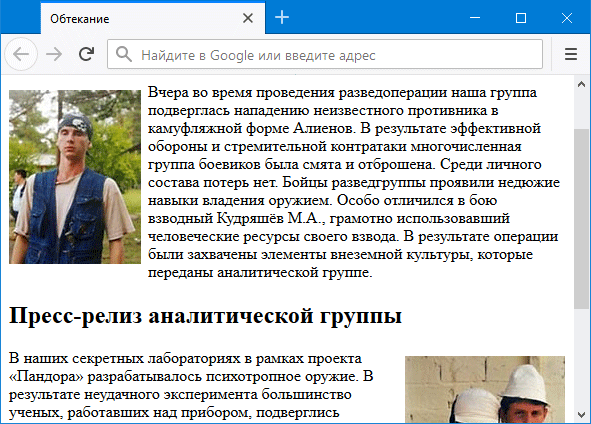 Обтекание
Найдите в Google или введите адрес
Вчера во время проведения разведоперации наша группа
подверглась нападению неизвестного противника в
камуфляжной форме Алиенов. В результате эффективной
обороны и стремительной контратаки многочисленная
группа боевиков была смята и отброшена. Среди личного
состава потерь нет. Бойцы разведгруппы проявили недюжие
навыки владения оружием. Особо отличился в бою
взводный Кудряшёв М.А., грамотно использовавший
человеческие ресурсы своего взвода. В результате операции
были захвачены элементы внеземной культуры, которые
переданы аналитической группе.
Пресс-релиз аналитической группы
В наших секретных лабораториях в рамках проекта
«Пандора» разрабатывалось психотропное оружие. В
результате неудачного эксперимента большинство
ученых, работавших над прибором, подверглись